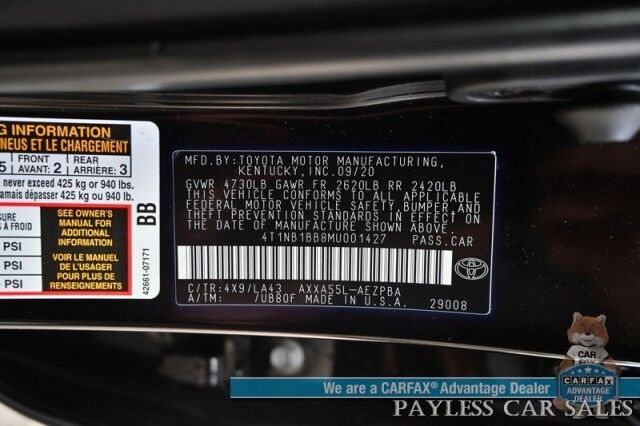 G INFORMATION
NEUS ET LE CHARGEMENT
5 FRONT AVANT: 2 REAR ARRIÈRE: 3
never exceed 425 kg or 940 lbs.
jamais dépasser 425 kg ou 940 lb.
SURE
S À FROID
PSI
PSI
PSI
SEE OWNER'S
MANUAL FOR
ADDITIONAL
INFORMATION
VOIR LE MANUEL
DE L'USAGER
POUR PLUS DE
RENSEIGNEMENTS
BB
42661-07171
MFD.BY:TOYOTA MOTOR MANUFACTURING,
KENTUCKY,INC.09/20
GVWR 4730LB GAWR FR 2620LB RR 2420LB
THIS VEHICLE CONFORMS TO ALL APPLICABLE
FEDERAL MOTOR VEHICLE SAFETY, BUMPER, AND
THEFT PREVENTION STANDARDS IN EFFECT ON
THE DATE OF MANUFACTURE SHOWN ABOVE.
4T1NB1BB8MU001427 PASS.CAR
C/TR:4X9/LA43 AXXA55L-AEZPBA
A/TM: /UB80F MADE IN U.S.A. 29008
We are a CARFAX® Advantage Dealer
CAR FOX
CARFAX
ADVANTAGE
DEALER
PAYLESS CAR SALES